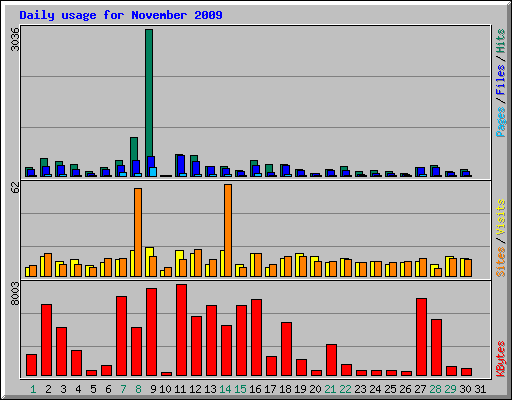 Daily usage for November 2009
3036
Pages / Files / Hits
62
Sites / Visits
8003
KBytes
1 2 3 4 5 6 7 8 9 10 11 12 13 14 15 16 17 18 19 20 21 22 23 24 25 26 27 28 29 30 31